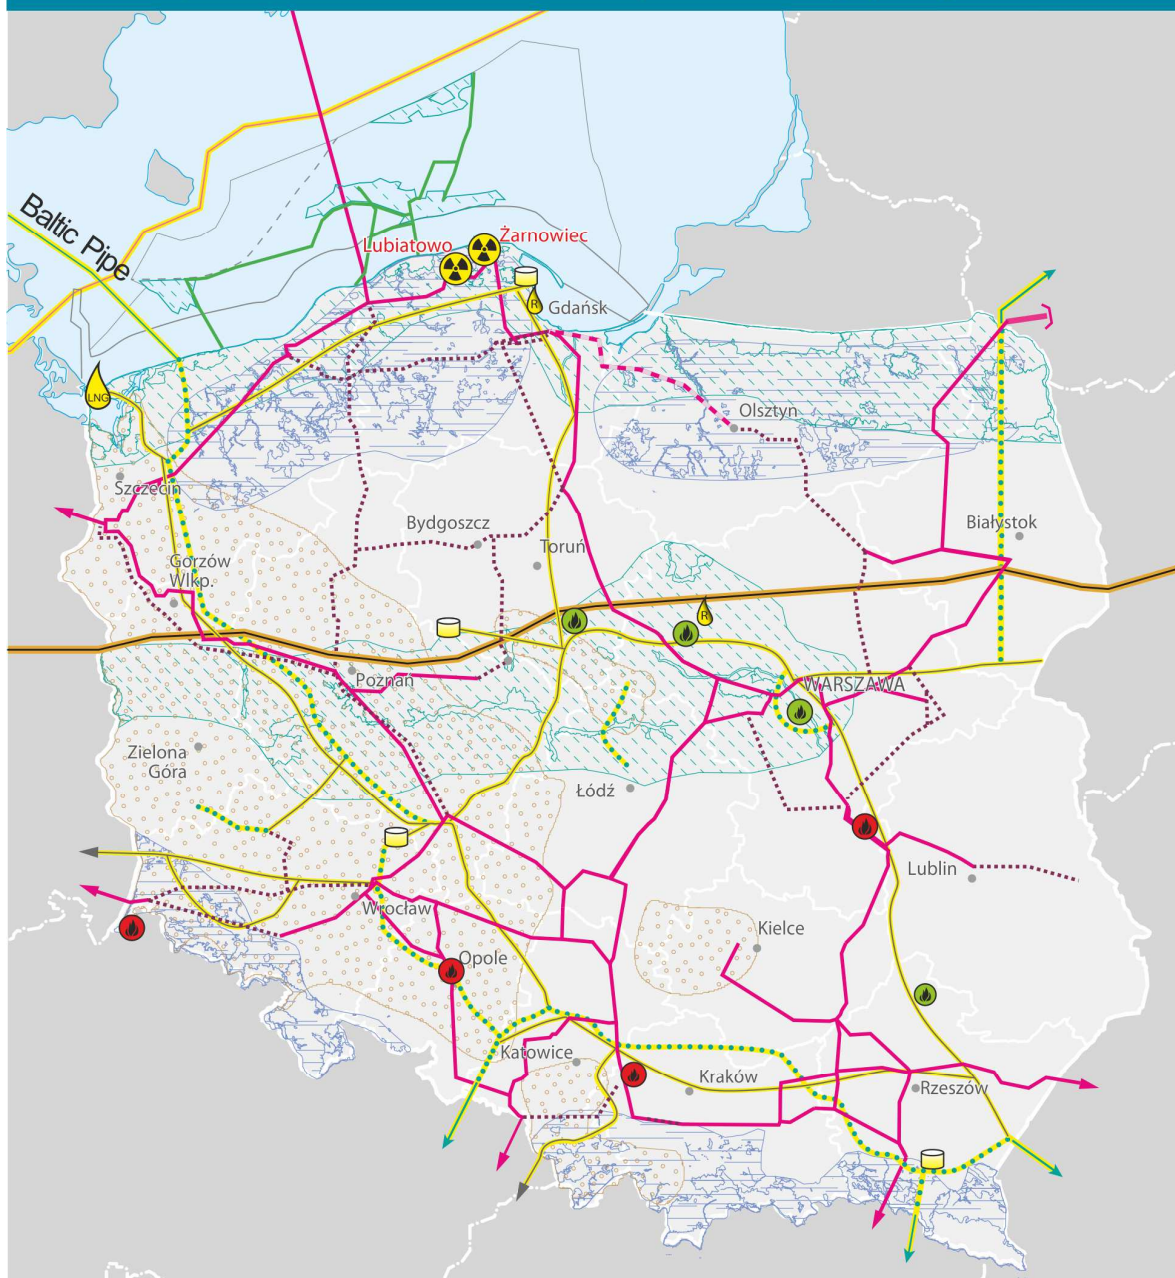 Baltic Pipe
Lubiatowo
Żarnowiec
R
Gdańsk
LNG
Olsztyn
Szczecin
Bydgoszcz
Białystok
Toruń
Gorzów
Wlkp.
R
Poznań
WARSZAWA
Zielona
Góra
Łódź
Lublin
Wrocław
Kielce
Opole
Katowice
Kraków
Rzeszów